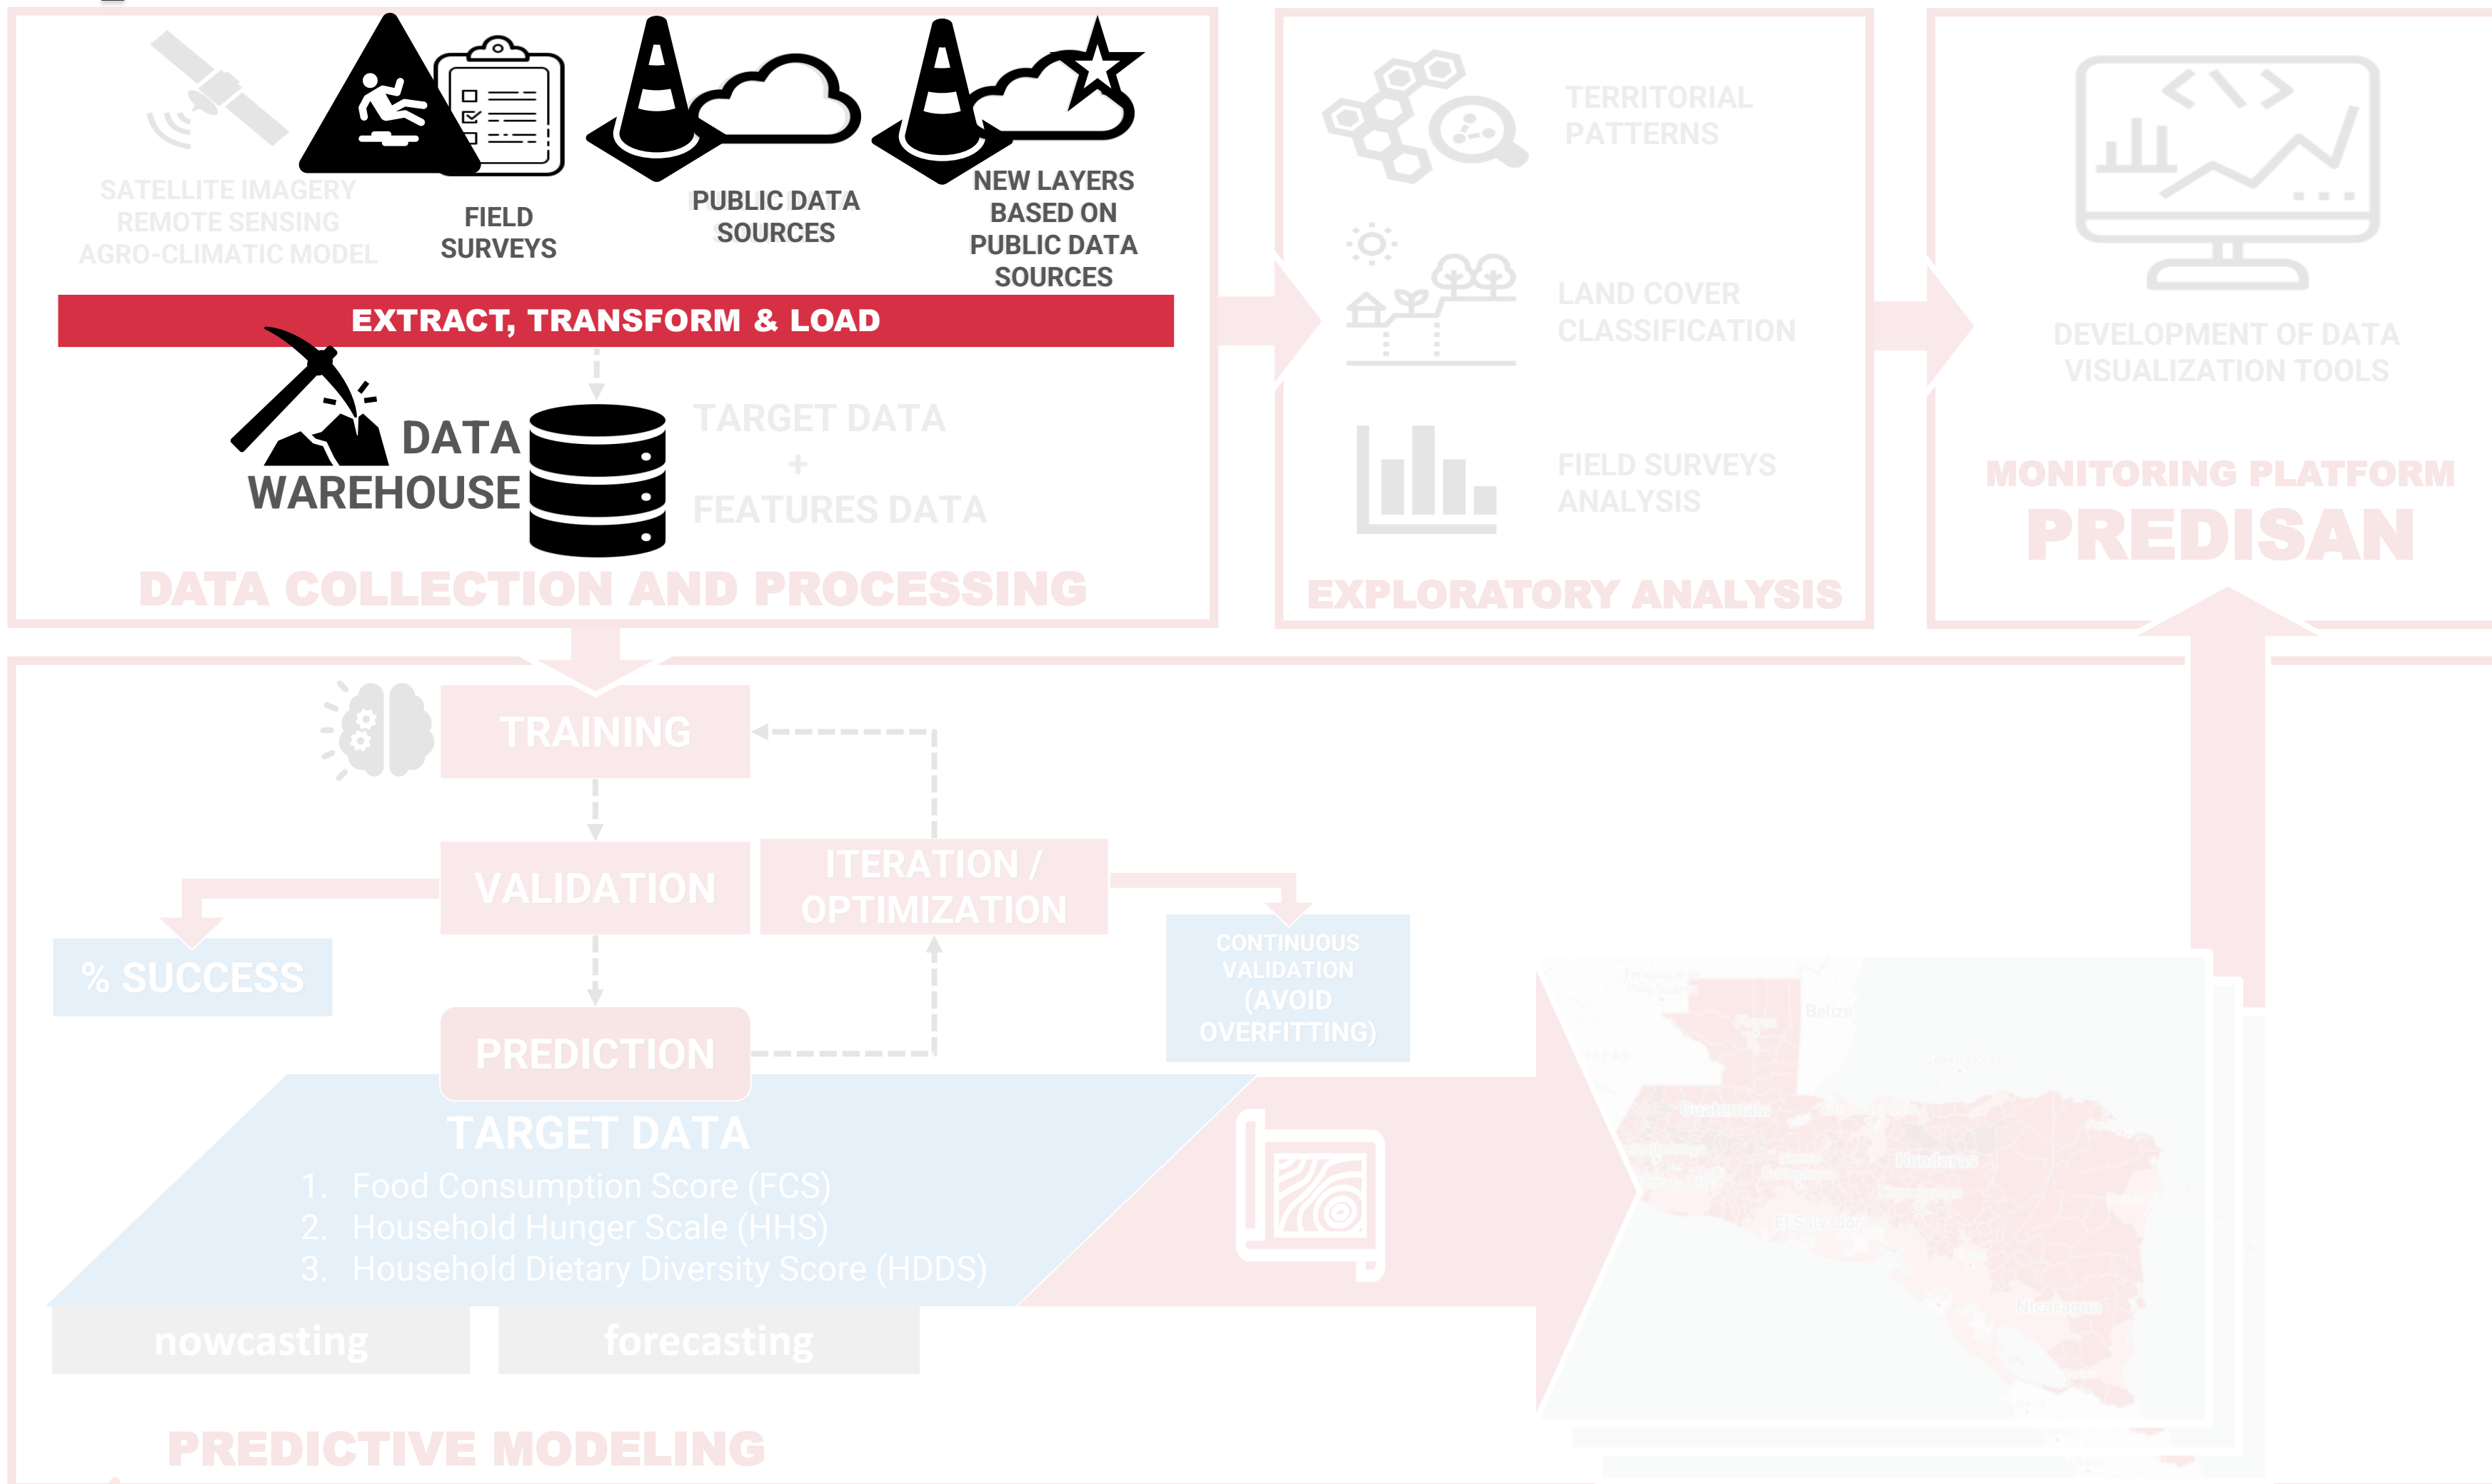 SATELLITE IMAGERY
REMOTE SENSING
AGRO-CLIMATIC MODEL
FIELD
SURVEYS
PUBLIC DATA
SOURCES
NEW LAYERS
BASED ON
PUBLIC DATA
SOURCES
EXTRACT, TRANSFORM & LOAD
DATA
WAREHOUSE
TARGET DATA
+
FEATURES DATA
DATA COLLECTION AND PROCESSING
TERRITORIAL
PATTERNS
LAND COVER
CLASSIFICATION
FIELD SURVEYS
ANALYSIS
EXPLORATORY ANALYSIS
DEVELOPMENT OF DATA
VISUALIZATION TOOLS
MONITORING PLATFORM
PREDISAN
TRAINING
VALIDATION
ITERATION /
OPTIMIZATION
% SUCCESS
CONTINUOUS
VALIDATION
(AVOID
OVERFITTING)
PREDICTION
TARGET DATA
1. Food Consumption Score (FCS)
2. Household Hunger Scale (HHS)
3. Household Dietary Diversity Score (HDDS)
nowcasting
forecasting
PREDICTIVE MODELING
Belize
Guatemala
Honduras
El Salvador
Nicaragua